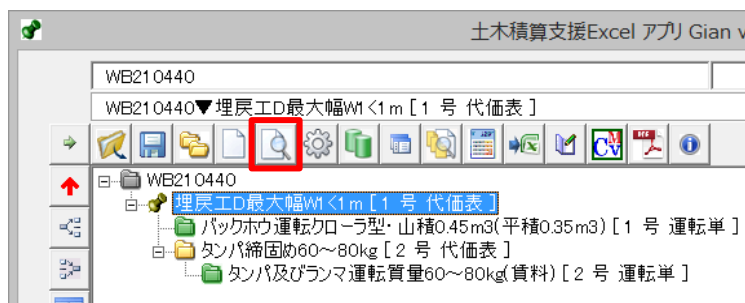 土木積算支援Excel アプリ Gian v
WB210440
WB210440▼埋戻工D最大幅W1<1m [ 1 号 代価表 ]
WB210440
埋戻工D最大幅W1<1m [ 1 号 代価表 ]
バックホウ運転クローラ型・山積0.45m3(平積0.35m3) [ 1 号 運転単 ]
タンパ締固め60～80kg [ 2 号 代価表 ]
タンパ及びランマ運転質量60～80kg(賃料) [ 2 号 運転単 ]